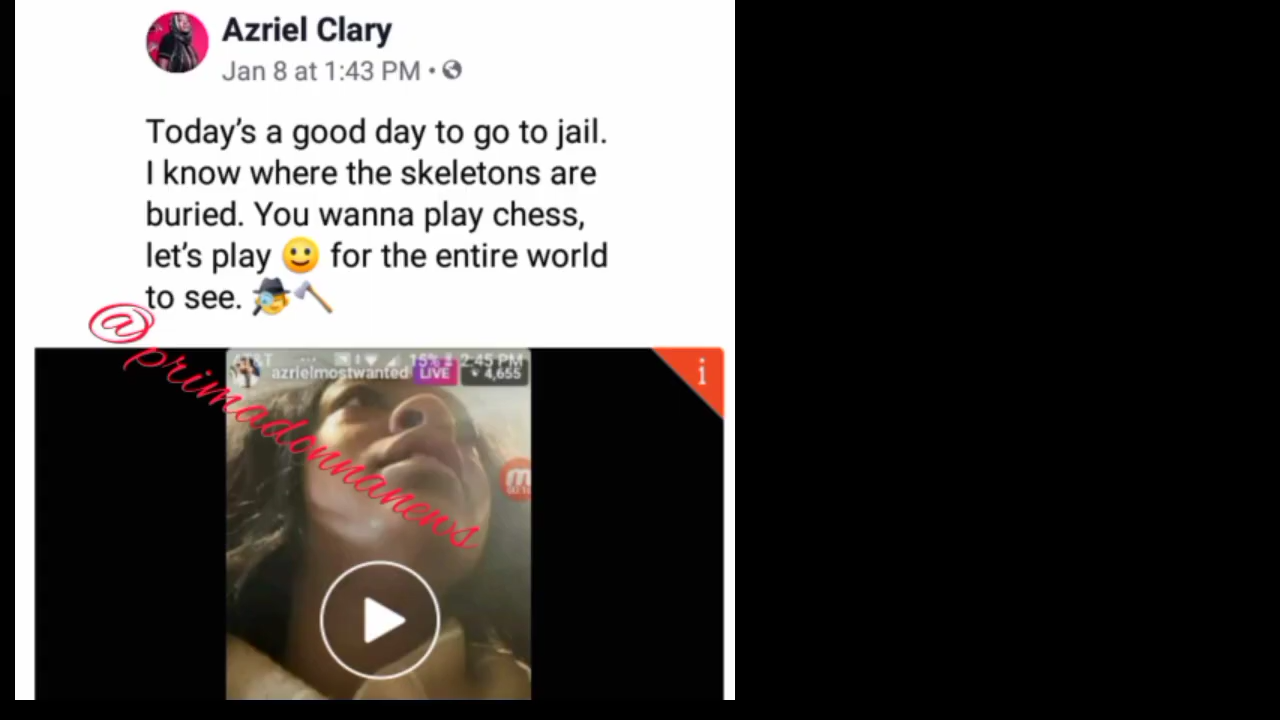 Azriel Clary
Jan 8 at 1:43 PM •
Today's a good day to go to jail.
I know where the skeletons are
buried. You wanna play chess,
let's play 🙂 for the entire world
to see. 🕵️🪓
@primadonnanews
AT&T ... 15% 2:45 PM
azrielmostwanted LIVE 4,655
i